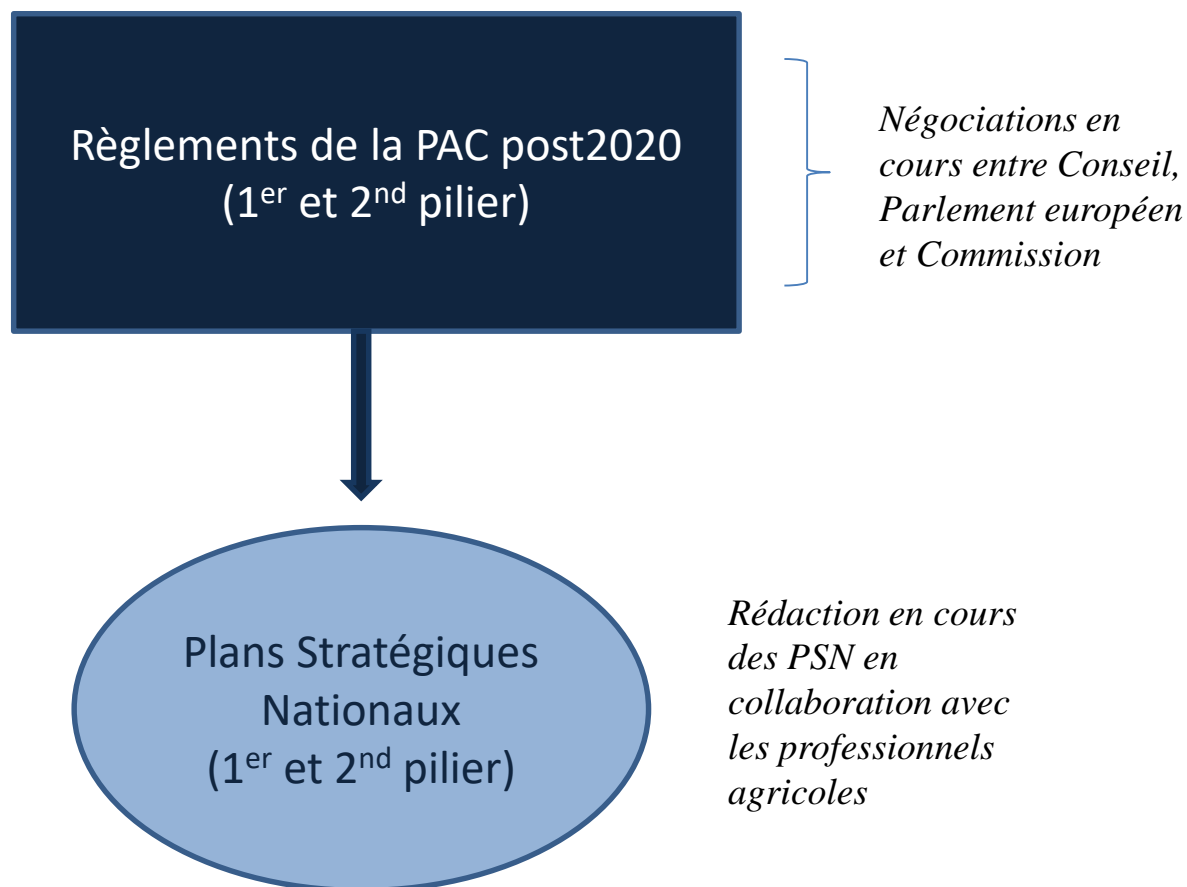 Règlements de la PAC post2020
(1er et 2nd pilier)
Négociations en
cours entre Conseil,
Parlement européen
et Commission
Plans Stratégiques
Nationaux
(1er et 2nd pilier)
Rédaction en cours
des PSN en
collaboration avec
les professionnels
agricoles